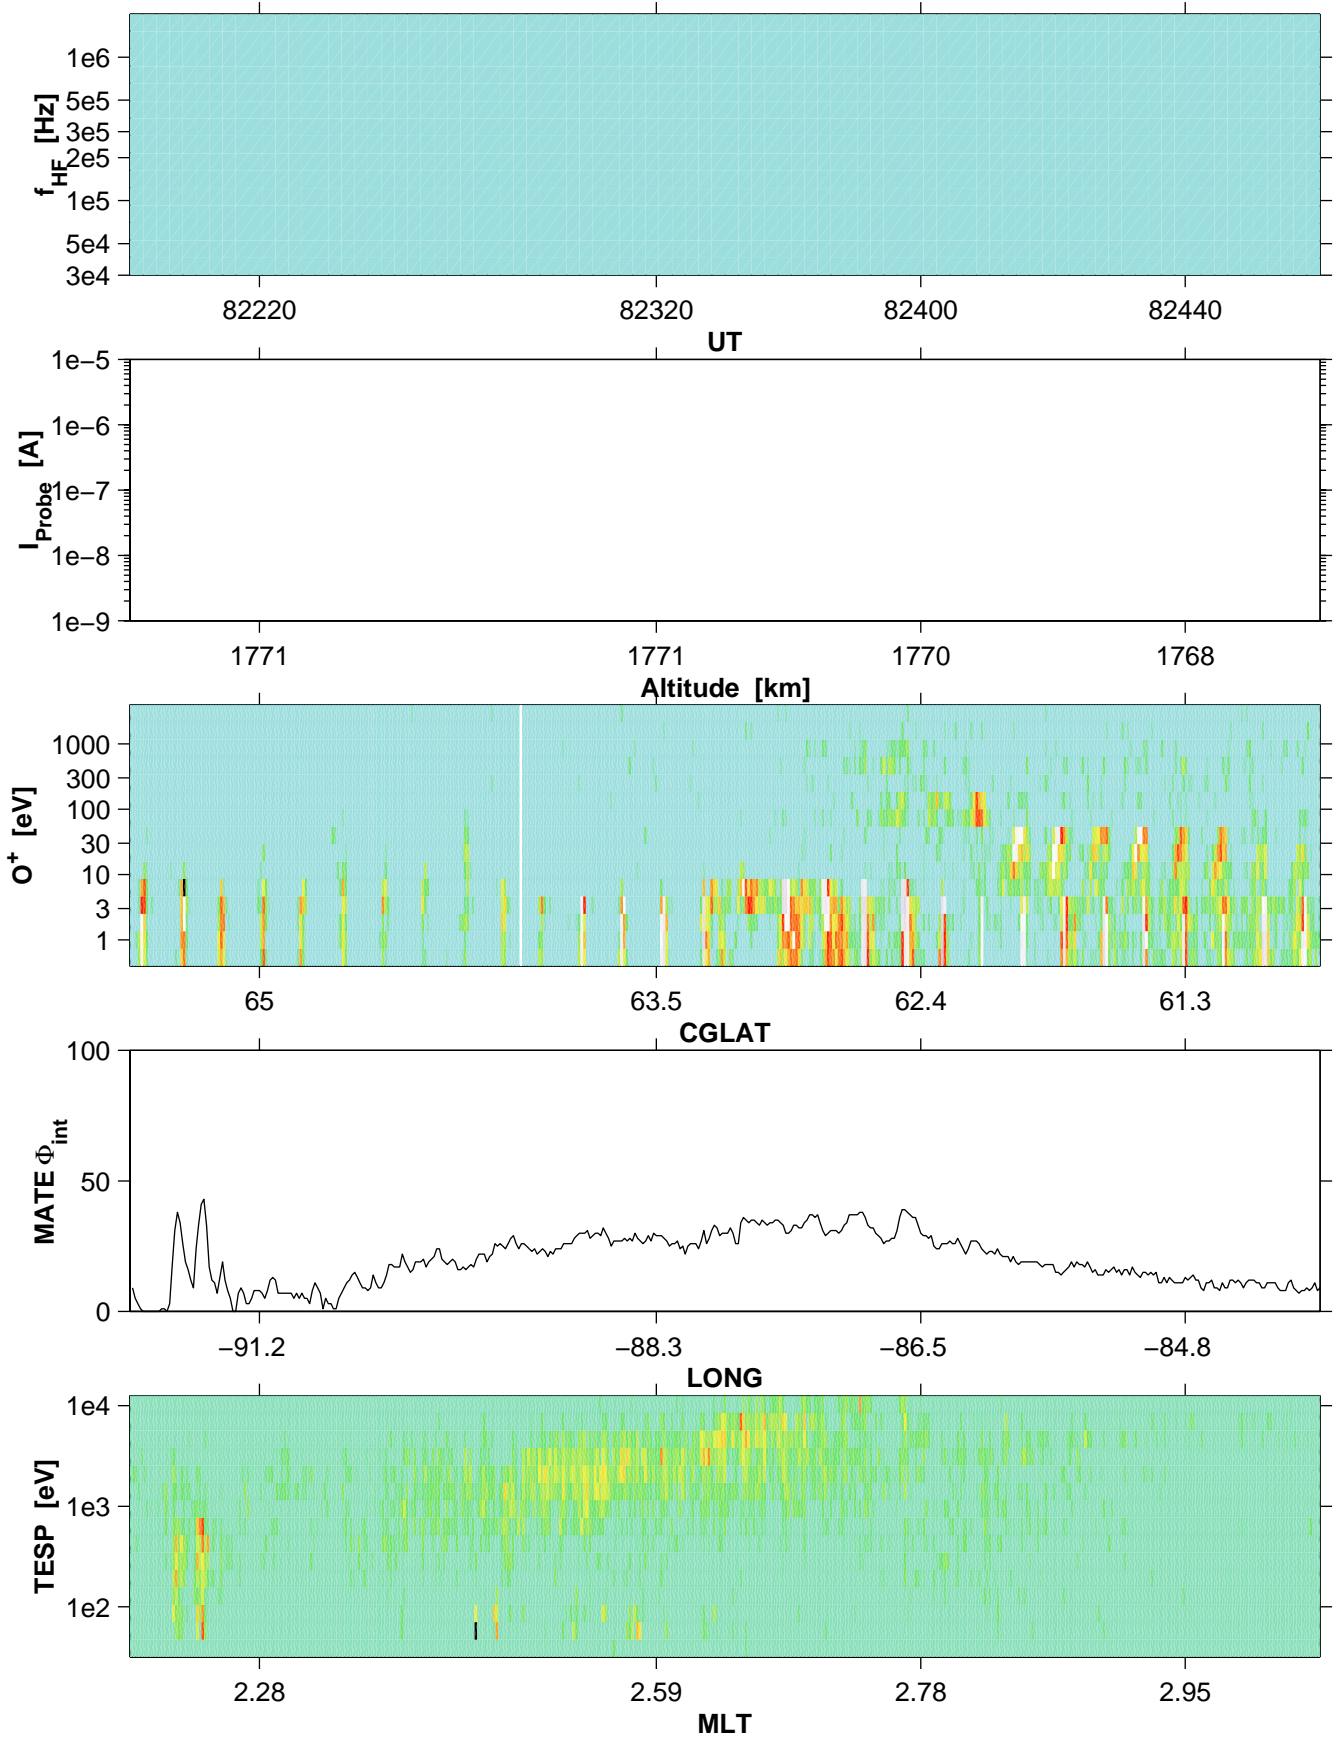 f_HF [Hz]
1e6
5e5
3e5
2e5
1e5
5e4
3e4
82220 82320 82400 82440
UT
I_Probe [A]
1e−5
1e−6
1e−7
1e−8
1e−9
1771 1771 1770 1768
Altitude [km]
O⁺ [eV]
1000
300
100
30
10
3
1
65 63.5 62.4 61.3
CGLAT
MATE Φ_int
100
50
0
−91.2 −88.3 −86.5 −84.8
LONG
TESP [eV]
1e4
1e3
1e2
2.28 2.59 2.78 2.95
MLT